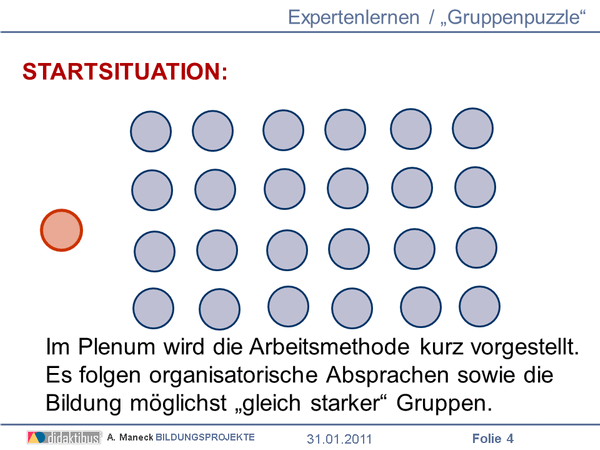 Expertenlernen / „Gruppenpuzzle“
STARTSITUATION:
Im Plenum wird die Arbeitsmethode kurz vorgestellt.
Es folgen organisatorische Absprachen sowie die
Bildung möglichst „gleich starker“ Gruppen.
didaktibus A. Maneck BILDUNGSPROJEKTE 31.01.2011 Folie 4